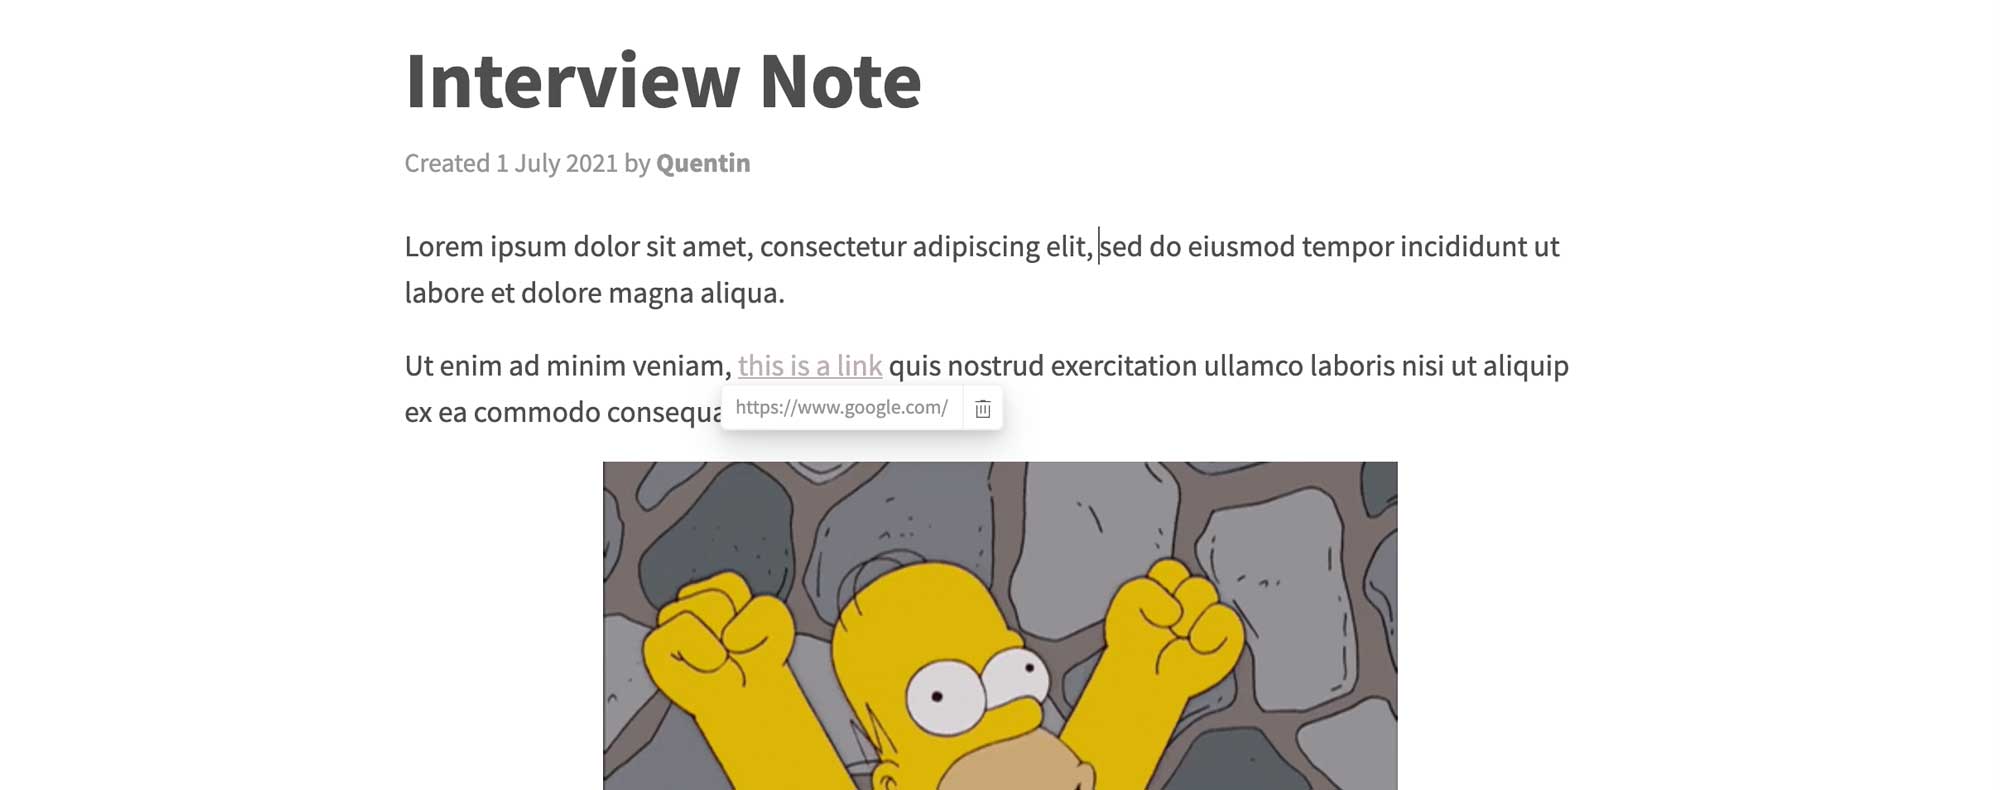 Interview Note
Created 1 July 2021 by Quentin
Lorem ipsum dolor sit amet, consectetur adipiscing elit, sed do eiusmod tempor incididunt ut
labore et dolore magna aliqua.
Ut enim ad minim veniam, this is a link quis nostrud exercitation ullamco laboris nisi ut aliquip
ex ea commodo consequa
https://www.google.com/